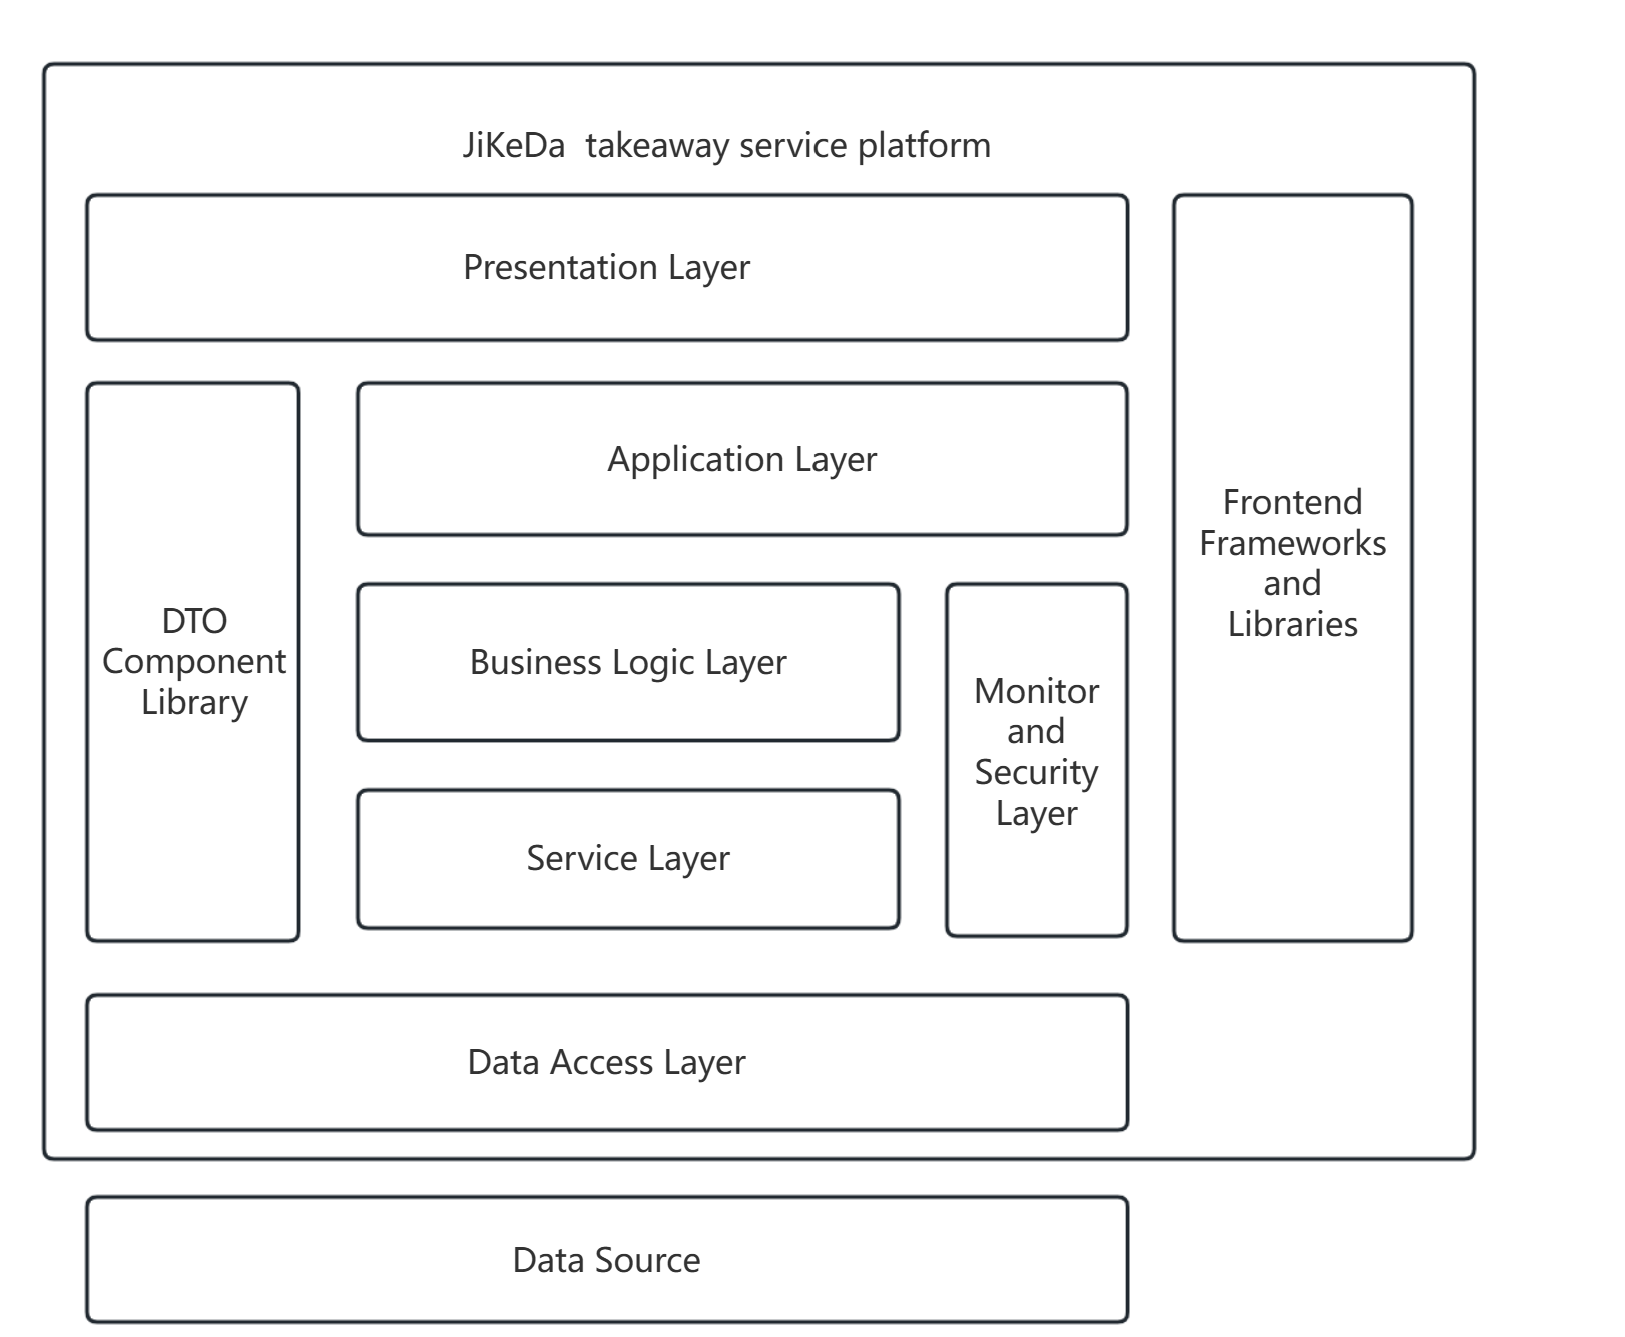 JiKeDa  takeaway service platform
Presentation Layer
Application Layer
Frontend
Frameworks
and
Libraries
DTO
Component
Library
Business Logic Layer
Monitor
and
Security
Layer
Service Layer
Data Access Layer
Data Source